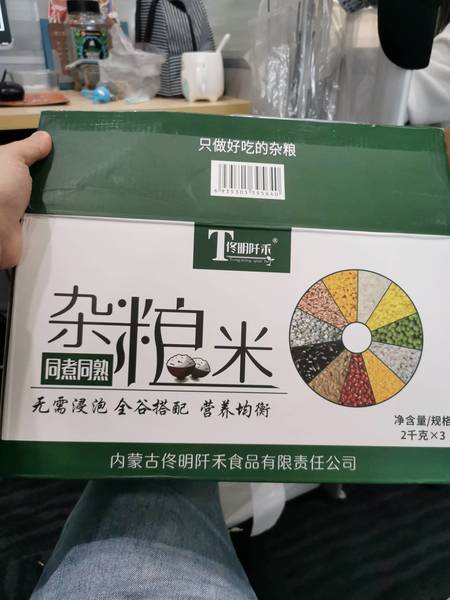 只做好吃的杂粮
6935305395640
佟明阡禾®
杂粮米
同煮同熟
无需浸泡 全谷搭配 营养均衡
净含量/规格
2千克×3
内蒙古佟明阡禾食品有限责任公司